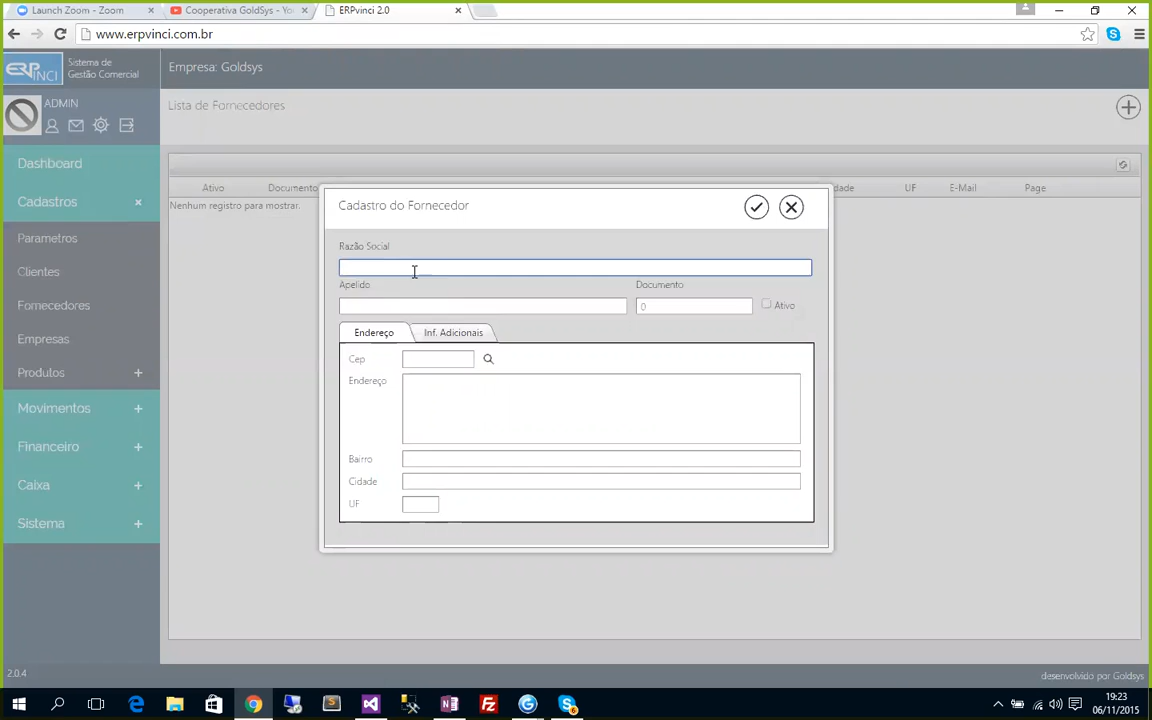 Launch Zoom - Zoom
Cooperativa GoldSys - Yo
ERPvinci 2.0
www.erpvinci.com.br
ERP
INCI
Sistema de
Gestão Comercial
Empresa: Goldsys
ADMIN
Lista de Fornecedores
Dashboard
Cadastros
Parametros
Clientes
Fornecedores
Empresas
Produtos
Movimentos
Financeiro
Caixa
Sistema
Ativo Documento dade UF E-Mail Page
Nenhum registro para mostrar.
Cadastro do Fornecedor
Razão Social
Apelido Documento
0 Ativo
Endereço Inf. Adicionais
Cep
Endereço
Bairro
Cidade
UF
2.0.4
desenvolvido por Goldsys
19:23
06/11/2015